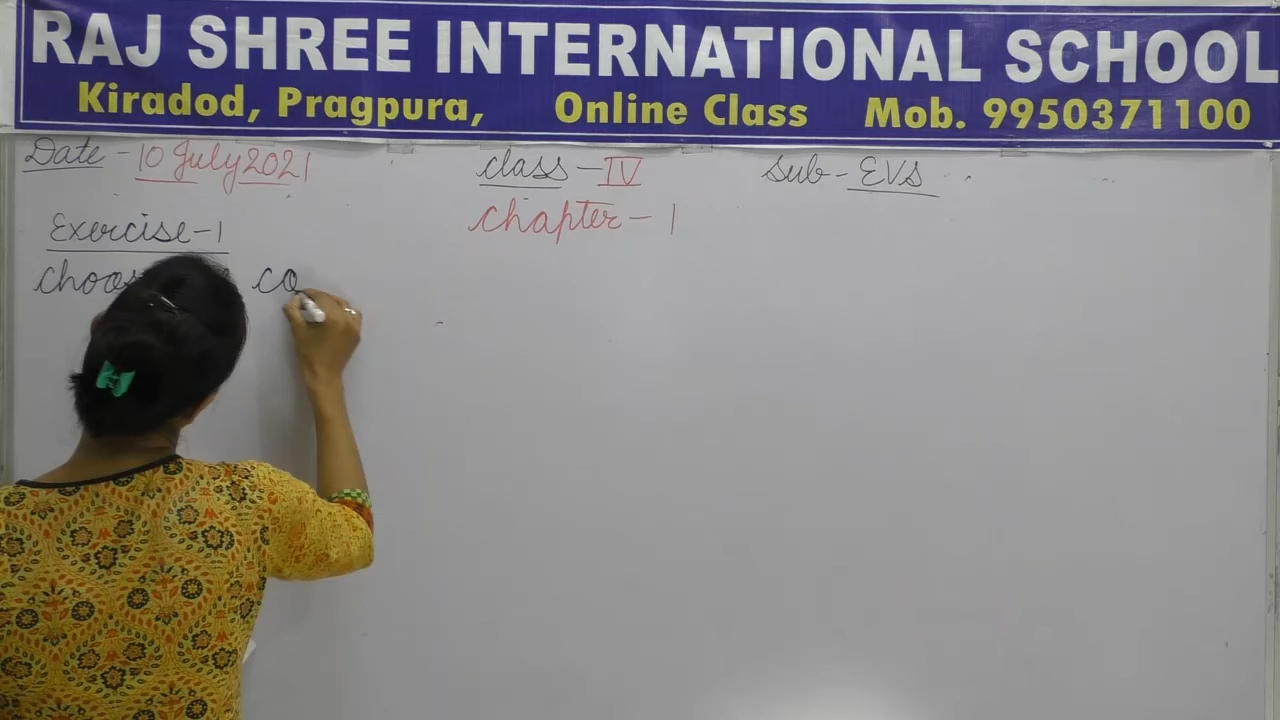 RAJ SHREE INTERNATIONAL SCHOOL
Kiradod, Pragpura, Online Class Mob. 9950371100
Date - 10 July 2021 class - IV Sub - EVS
chapter - 1
Exercise - 1
co